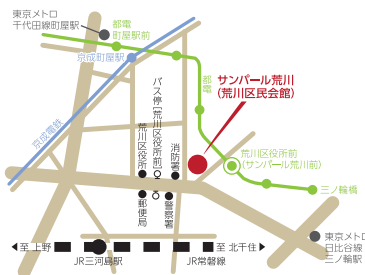 東京メトロ
千代田線町屋駅
都電
町屋駅前
京成町屋駅
京成電鉄
バス停［荒川区役所前］
都電
サンパール荒川
（荒川区民会館）
荒川区役所
消防署
荒川区役所前
（サンパール荒川前）
三ノ輪橋
郵便局
警察署
至 上野
至 北千住
JR三河島駅
JR常磐線
東京メトロ
日比谷線
三ノ輪駅